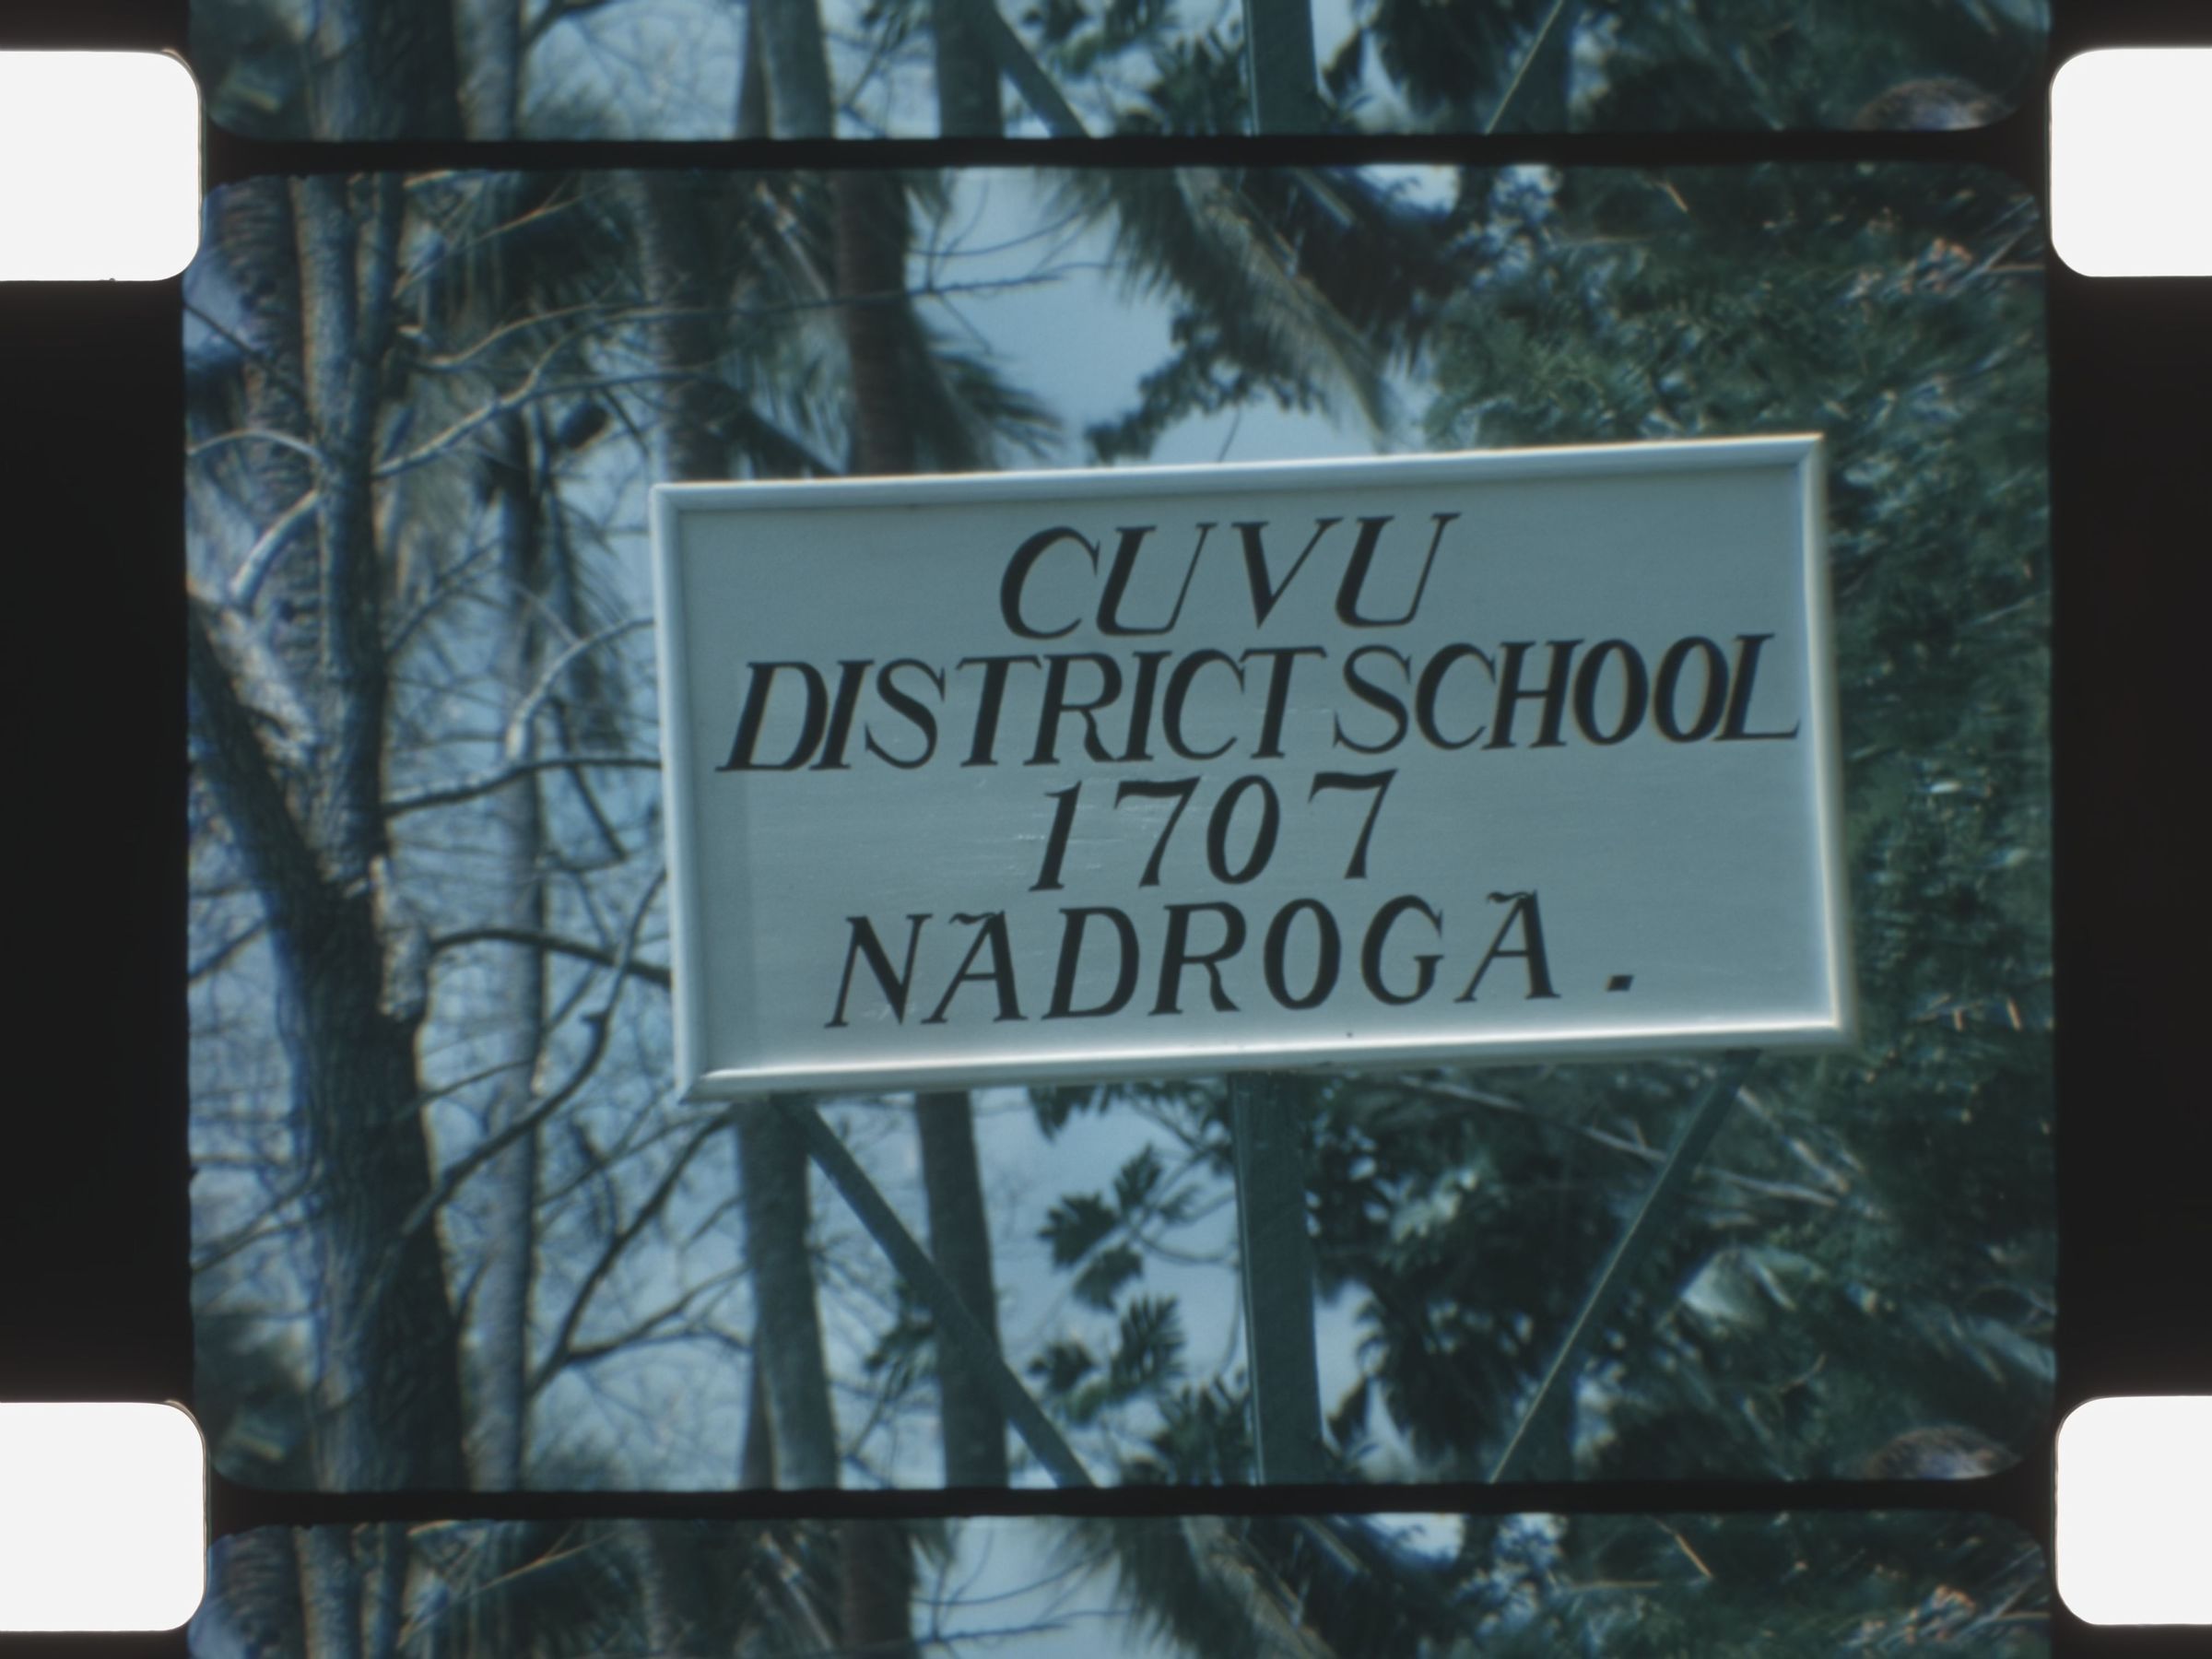 CUVU
DISTRICT SCHOOL
1707
NADROGA.